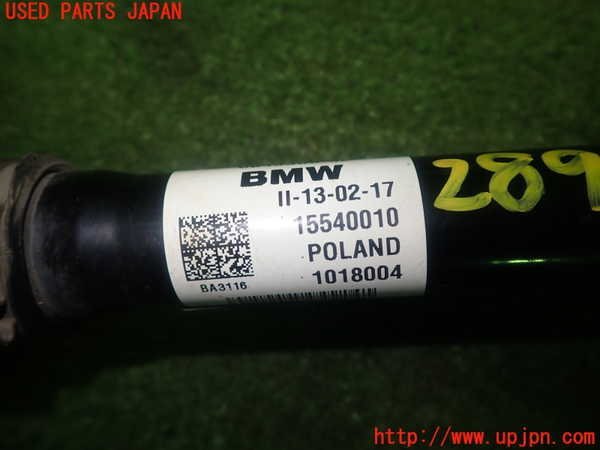 USED PARTS JAPAN
BMW
II-13-02-17
15540010
POLAND
1018004
BA3116
289
http://www.upjpn.com/